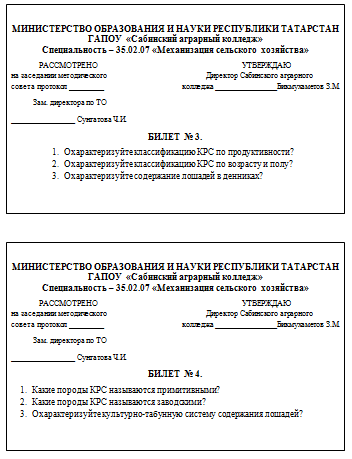 МИНИСТЕРСТВО ОБРАЗОВАНИЯ И НАУКИ РЕСПУБЛИКИ ТАТАРСТАН
ГАПОУ «Сабинский аграрный колледж»
Специальность – 35.02.07 «Механизация сельского хозяйства»
РАССМОТРЕНО УТВЕРЖДАЮ
на заседании методического Директор Сабинского аграрного
совета протокол ________ колледжа ______________Бикмухаметов З.М
Зам. директора по ТО
______________ Сунгатова Ч.И.
БИЛЕТ № 3.
1. Охарактеризуйте классификацию КРС по продуктивности?
2. Охарактеризуйте классификацию КРС по возрасту и полу?
3. Охарактеризуйте содержание лошадей в денниках?
МИНИСТЕРСТВО ОБРАЗОВАНИЯ И НАУКИ РЕСПУБЛИКИ ТАТАРСТАН
ГАПОУ «Сабинский аграрный колледж»
Специальность – 35.02.07 «Механизация сельского хозяйства»
РАССМОТРЕНО УТВЕРЖДАЮ
на заседании методического Директор Сабинского аграрного
совета протокол ________ колледжа ______________Бикмухаметов З.М
Зам. директора по ТО
______________ Сунгатова Ч.И.
БИЛЕТ № 4.
1. Какие породы КРС называются примитивными?
2. Какие породы КРС называются заводскими?
3. Охарактеризуйте культурно-табунную систему содержания лошадей?